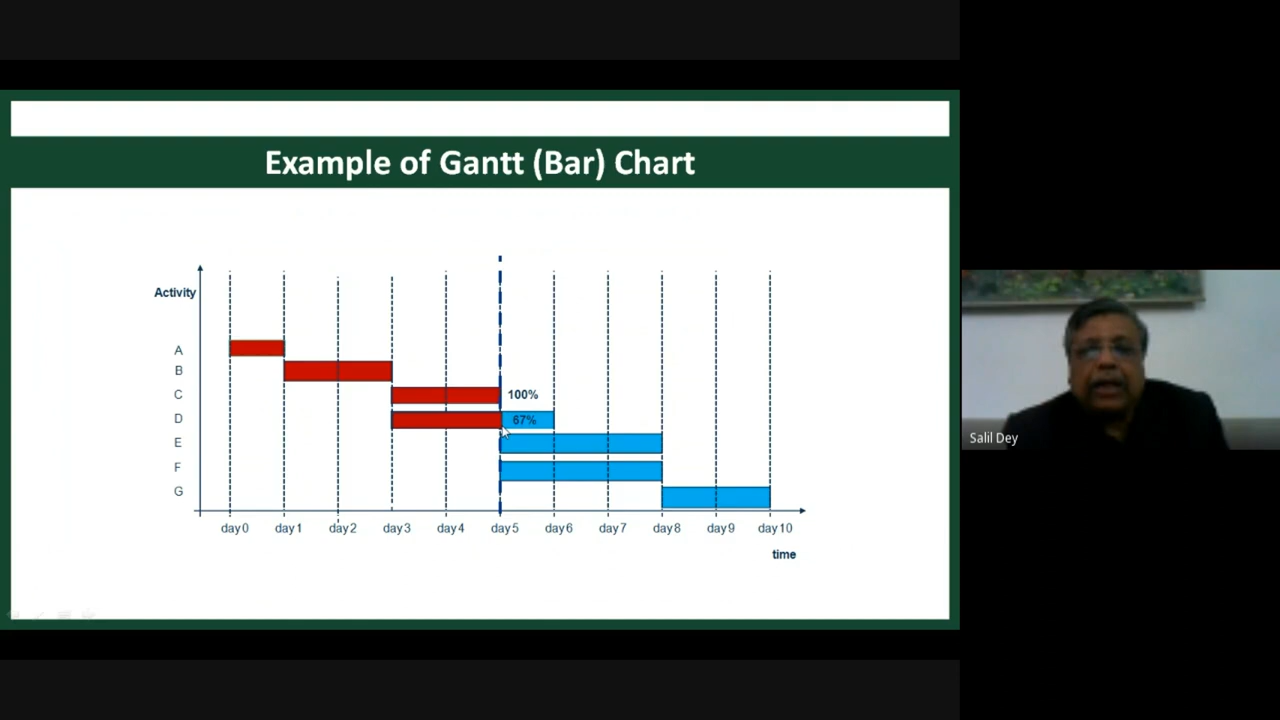 Example of Gantt (Bar) Chart
Activity
A
B
C 100%
D 67%
E
F
G
day0 day1 day2 day3 day4 day5 day6 day7 day8 day9 day10
time
Salil Dey